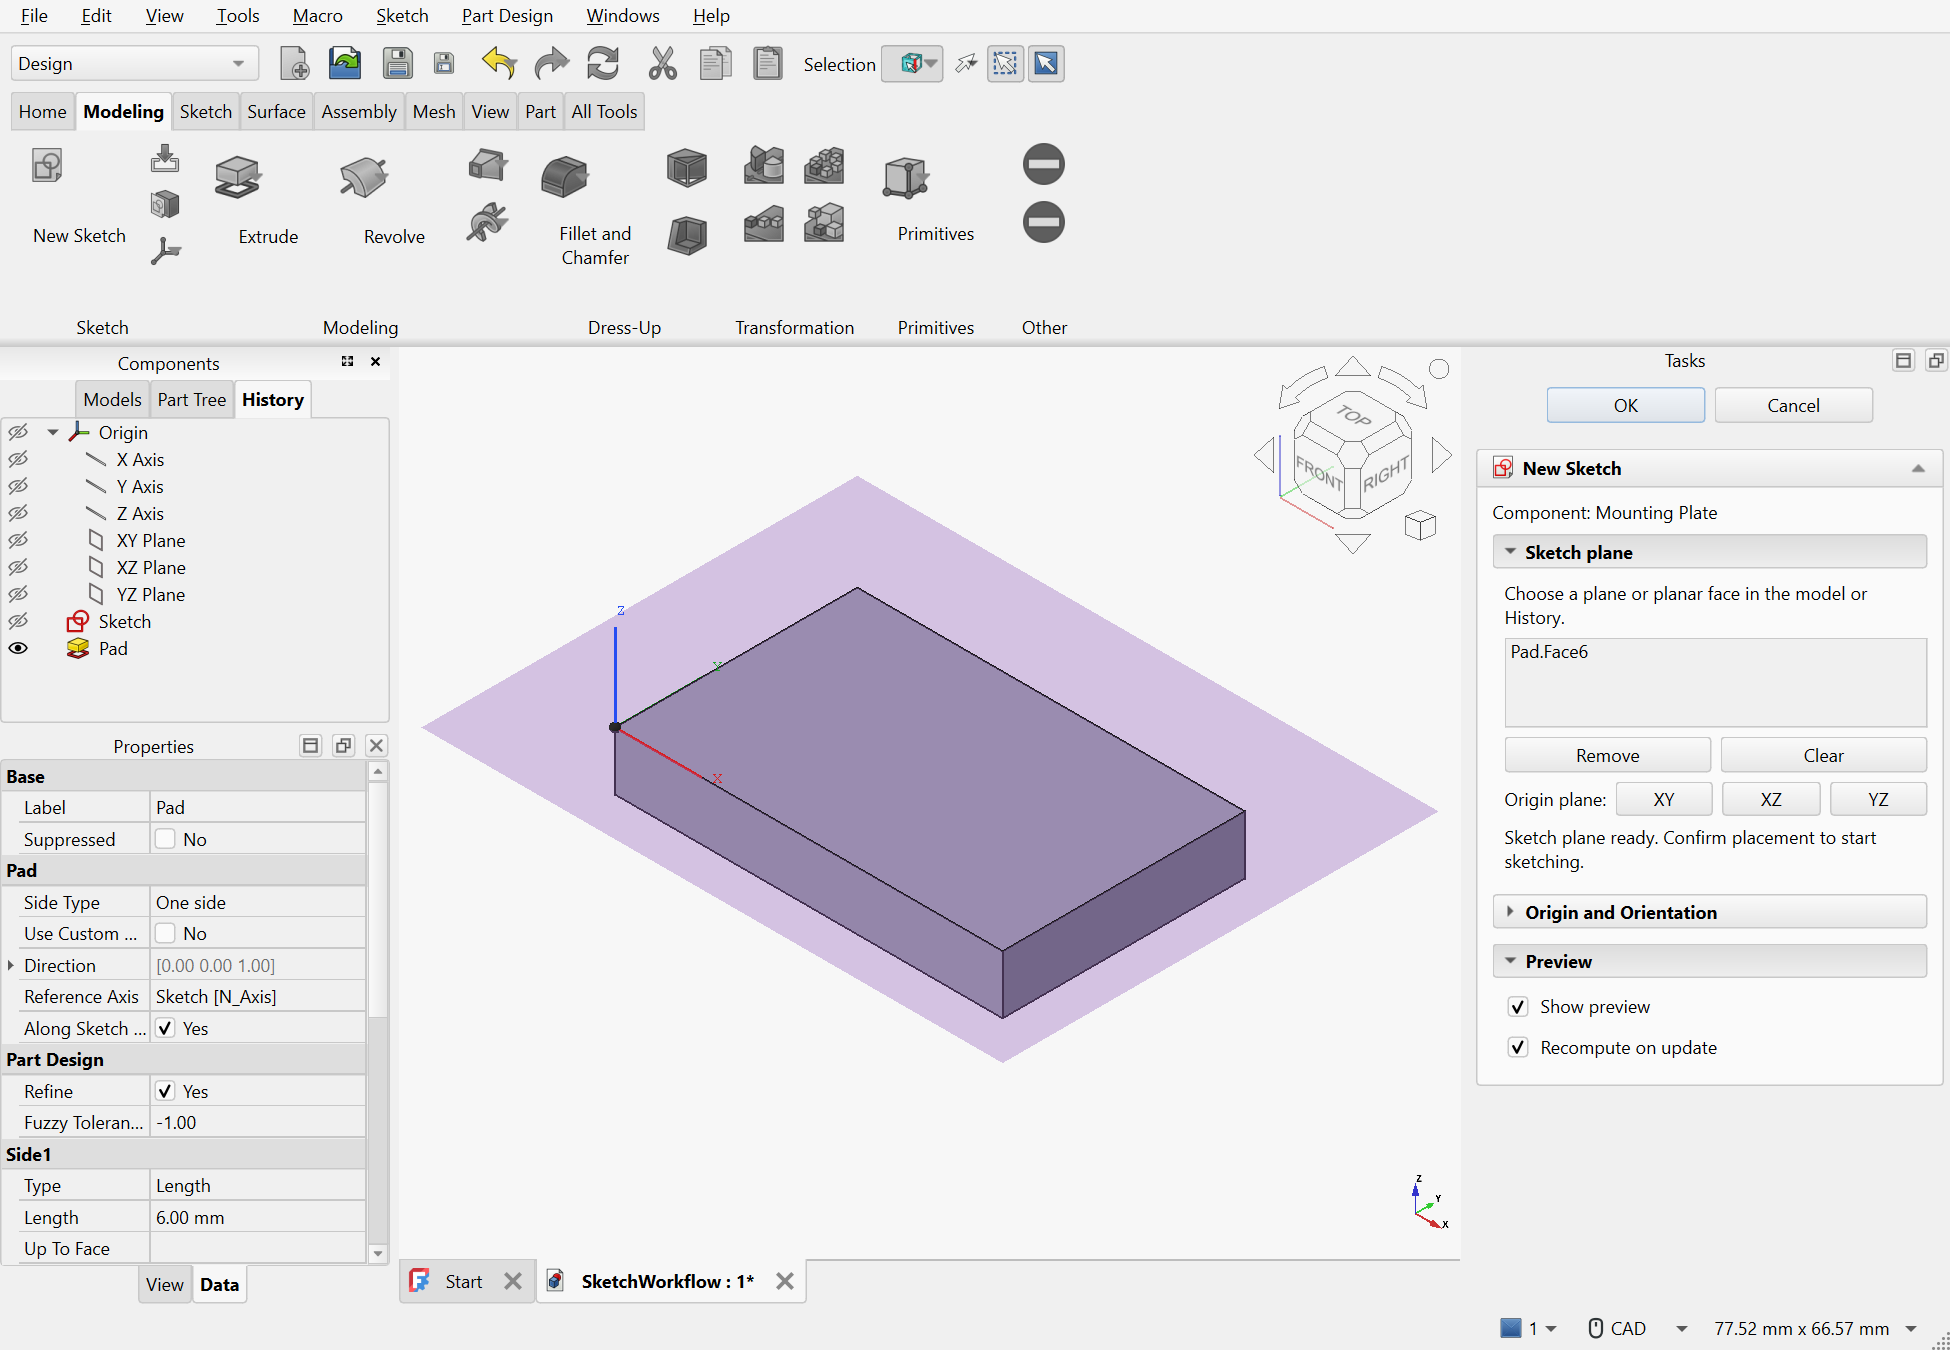 File Edit View Tools Macro Sketch Part Design Windows Help
Design
Selection
Home Modeling Sketch Surface Assembly Mesh View Part All Tools
New Sketch
Extrude
Revolve
Fillet and
Chamfer
Primitives
Sketch Modeling Dress-Up Transformation Primitives Other
Components
Models Part Tree History
Origin
X Axis
Y Axis
Z Axis
XY Plane
XZ Plane
YZ Plane
Sketch
Pad
Properties
Base
Label Pad
Suppressed No
Pad
Side Type One side
Use Custom ... No
Direction [0.00 0.00 1.00]
Reference Axis Sketch [N_Axis]
Along Sketch ... Yes
Part Design
Refine Yes
Fuzzy Toleran... -1.00
Side1
Type Length
Length 6.00 mm
Up To Face
View Data
Z
Y
X
TOP
FRONT
RIGHT
Z
Y
X
Start
SketchWorkflow : 1*
Tasks
OK Cancel
New Sketch
Component: Mounting Plate
Sketch plane
Choose a plane or planar face in the model or
History.
Pad.Face6
Remove Clear
Origin plane: XY XZ YZ
Sketch plane ready. Confirm placement to start
sketching.
Origin and Orientation
Preview
Show preview
Recompute on update
1 CAD 77.52 mm x 66.57 mm